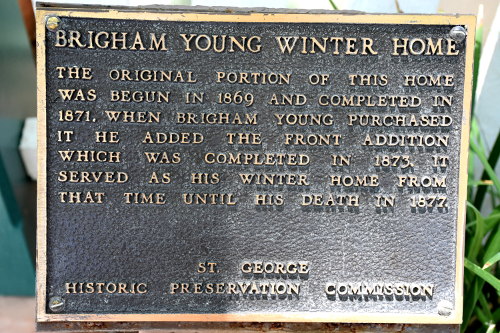 BRIGHAM YOUNG WINTER HOME
THE ORIGINAL PORTION OF THIS HOME
WAS BEGUN IN 1869 AND COMPLETED IN
1871. WHEN BRIGHAM YOUNG PURCHASED
IT HE ADDED THE FRONT ADDITION
WHICH WAS COMPLETED IN 1873. IT
SERVED AS HIS WINTER HOME FROM
THAT TIME UNTIL HIS DEATH IN 1877.
ST. GEORGE
HISTORIC PRESERVATION COMMISSION